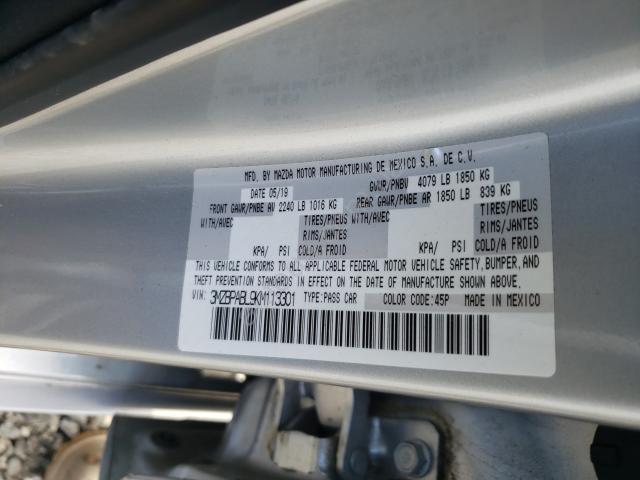 MFD. BY MAZDA MOTOR MANUFACTURING DE MEXICO S.A. DE C.V.
DATE 05/19 GVWR/PNBV 4079 LB 1850 KG
FRONT GAWR/PNBE AV 2240 LB 1016 KG REAR GAWR/PNBE AR 1850 LB 839 KG
WITH/AVEC TIRES/PNEUS WITH/AVEC TIRES/PNEUS
RIMS/JANTES RIMS/JANTES
KPA/ PSI COLD/A FROID KPA/ PSI COLD/A FROID
THIS VEHICLE CONFORMS TO ALL APPLICABLE FEDERAL MOTOR VEHICLE SAFETY, BUMPER, AND
THEFT PREVENTION STANDARDS IN EFFECT ON THE DATE OF MANUFACTURE SHOWN ABOVE.
VIN: 3MZBPABL9KM113301 TYPE:PASS CAR COLOR CODE:45P MADE IN MEXICO